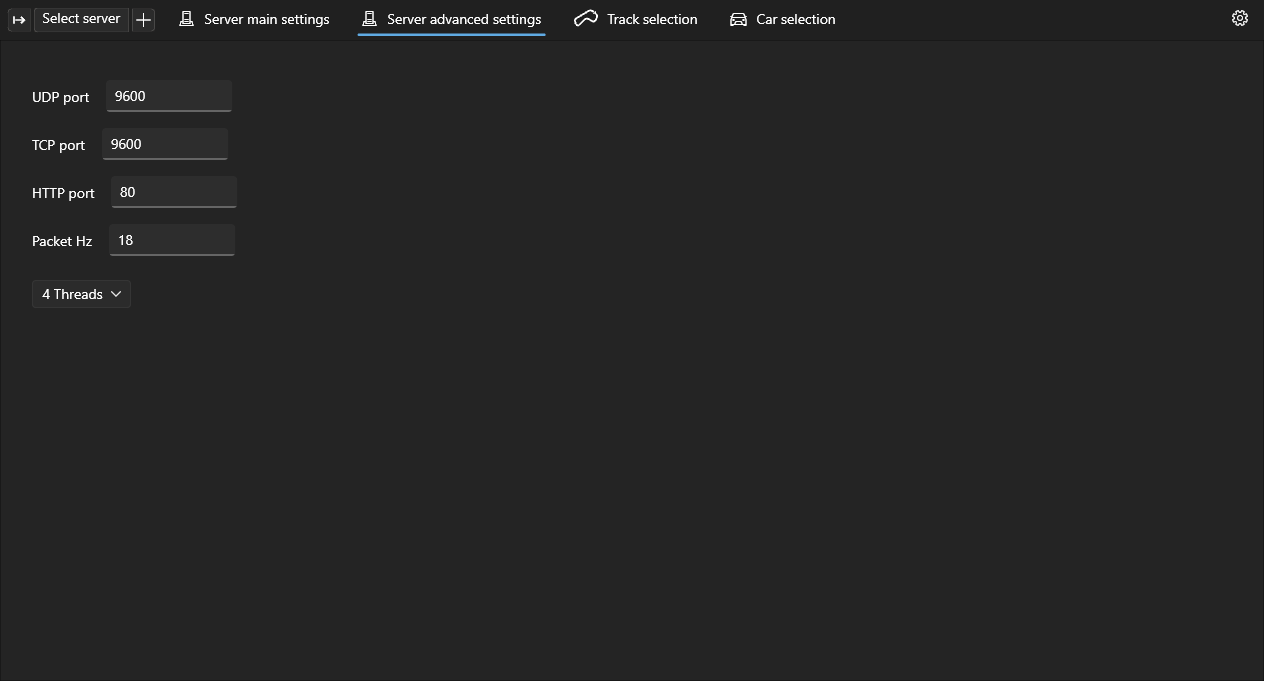 Select server Server main settings Server advanced settings Track selection Car selection
UDP port 9600
TCP port 9600
HTTP port 80
Packet Hz 18
4 Threads